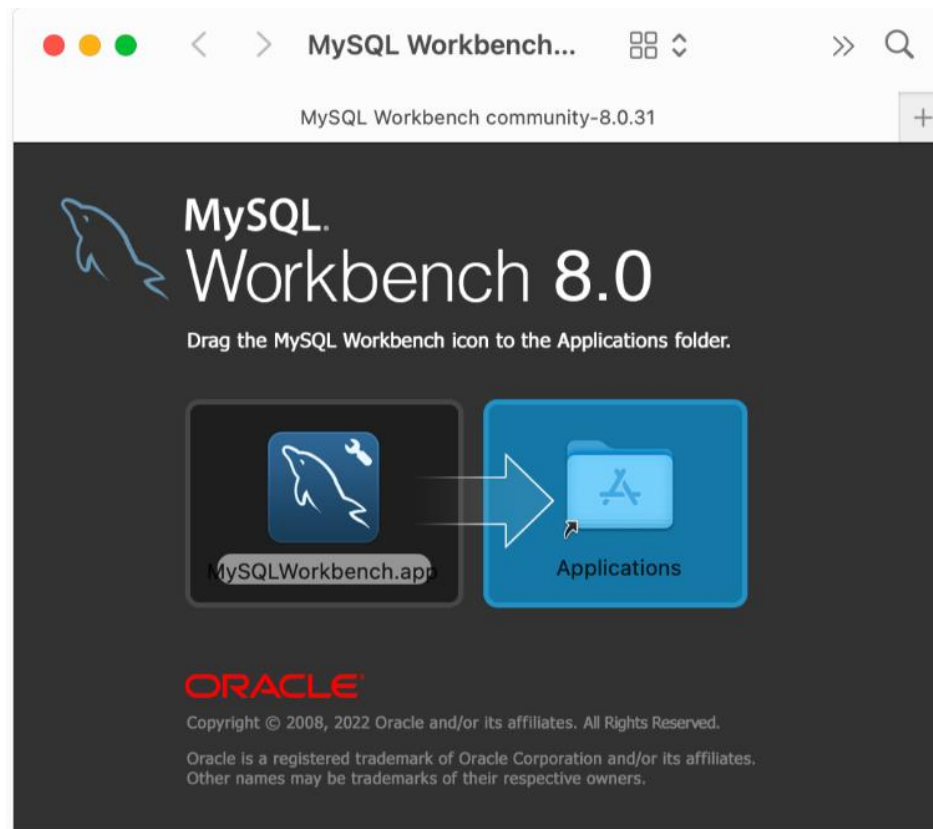 MySQL Workbench...
MySQL Workbench community-8.0.31
MySQL.
Workbench 8.0
Drag the MySQL Workbench icon to the Applications folder.
MySQLWorkbench.app
Applications
ORACLE
Copyright © 2008, 2022 Oracle and/or its affiliates. All Rights Reserved.
Oracle is a registered trademark of Oracle Corporation and/or its affiliates.
Other names may be trademarks of their respective owners.